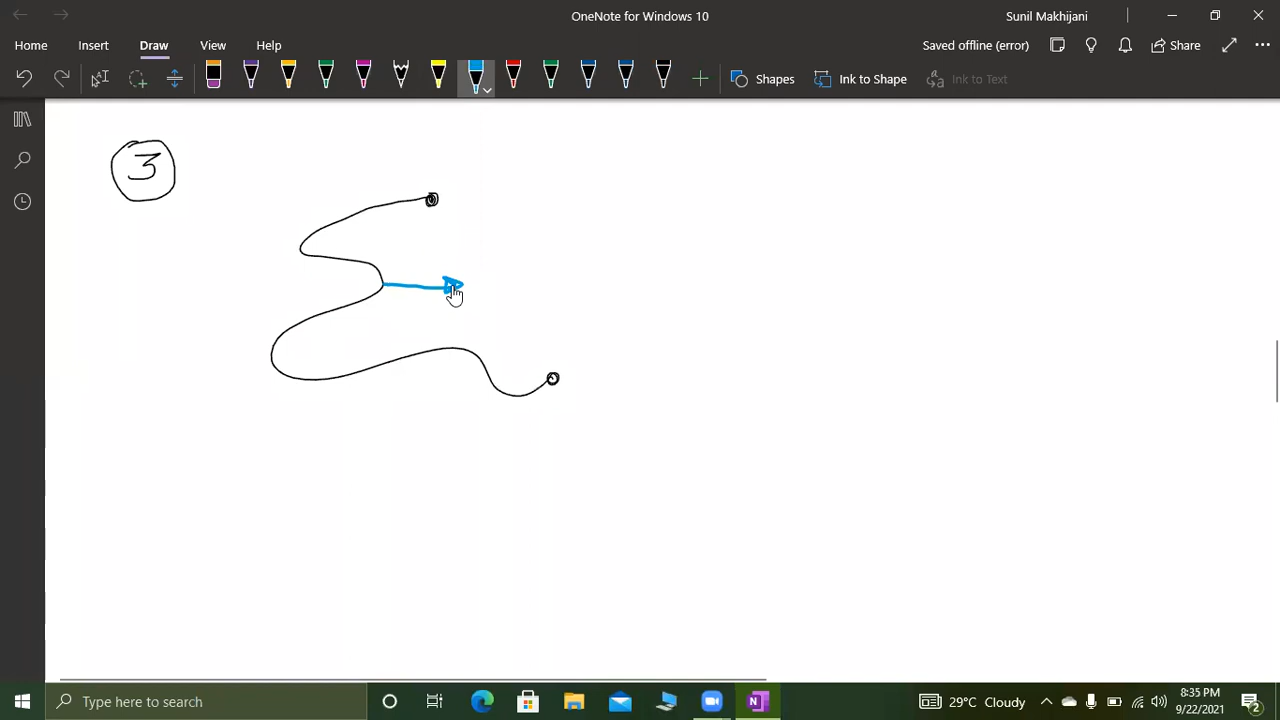 OneNote for Windows 10
Sunil Makhijani
Home Insert Draw View Help
Saved offline (error)
Share
Shapes
Ink to Shape
Ink to Text
3
Type here to search
29°C Cloudy
8:35 PM
9/22/2021
2